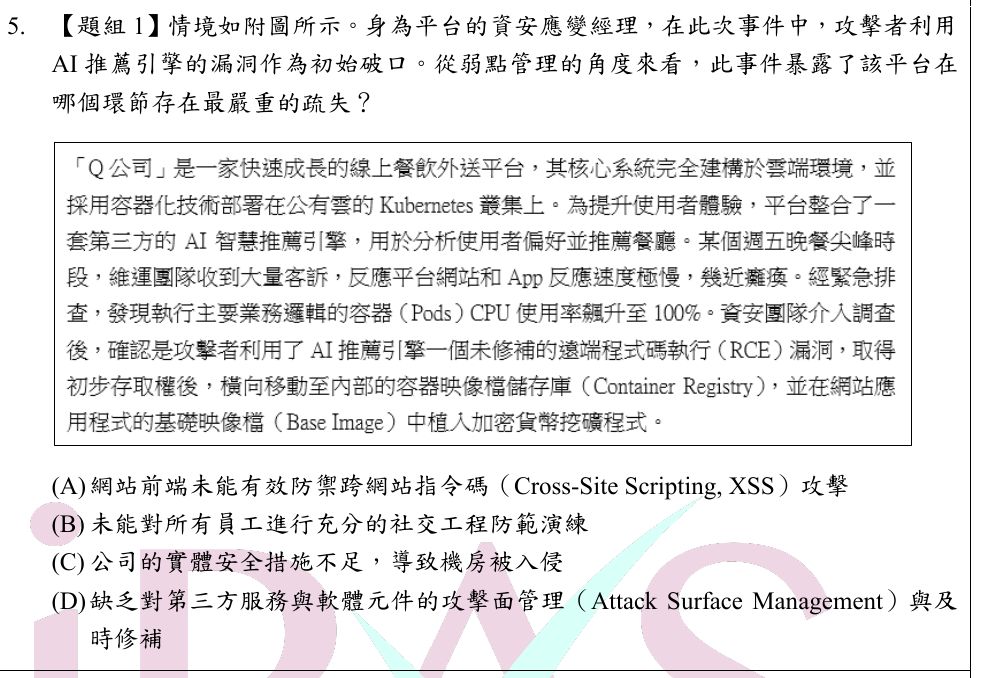 5. 【題組 1】情境如附圖所示。身為平台的資安應變經理，在此次事件中，攻擊者利用
AI 推薦引擎的漏洞作為初始破口。從弱點管理的角度來看，此事件暴露了該平台在
哪個環節存在最嚴重的疏失？
「Q 公司」是一家快速成長的線上餐飲外送平台，其核心系統完全建構於雲端環境，並
採用容器化技術部署在公有雲的 Kubernetes 叢集上。為提升使用者體驗，平台整合了一
套第三方的 AI 智慧推薦引擎，用於分析使用者偏好並推薦餐廳。某個週五晚餐尖峰時
段，維運團隊收到大量客訴，反應平台網站和 App 反應速度極慢，幾近癱瘓。經緊急排
查，發現執行主要業務邏輯的容器（Pods）CPU 使用率飆升至 100%。資安團隊介入調查
後，確認是攻擊者利用了 AI 推薦引擎一個未修補的遠端程式碼執行（RCE）漏洞，取得
初步存取權後，橫向移動至內部的容器映像檔儲存庫（Container Registry），並在網站應
用程式的基礎映像檔（Base Image）中植入加密貨幣挖礦程式。
(A) 網站前端未能有效防禦跨網站指令碼（Cross-Site Scripting, XSS）攻擊
(B) 未能對所有員工進行充分的社交工程防範演練
(C) 公司的實體安全措施不足，導致機房被入侵
(D) 缺乏對第三方服務與軟體元件的攻擊面管理（Attack Surface Management）與及
時修補
iPAS